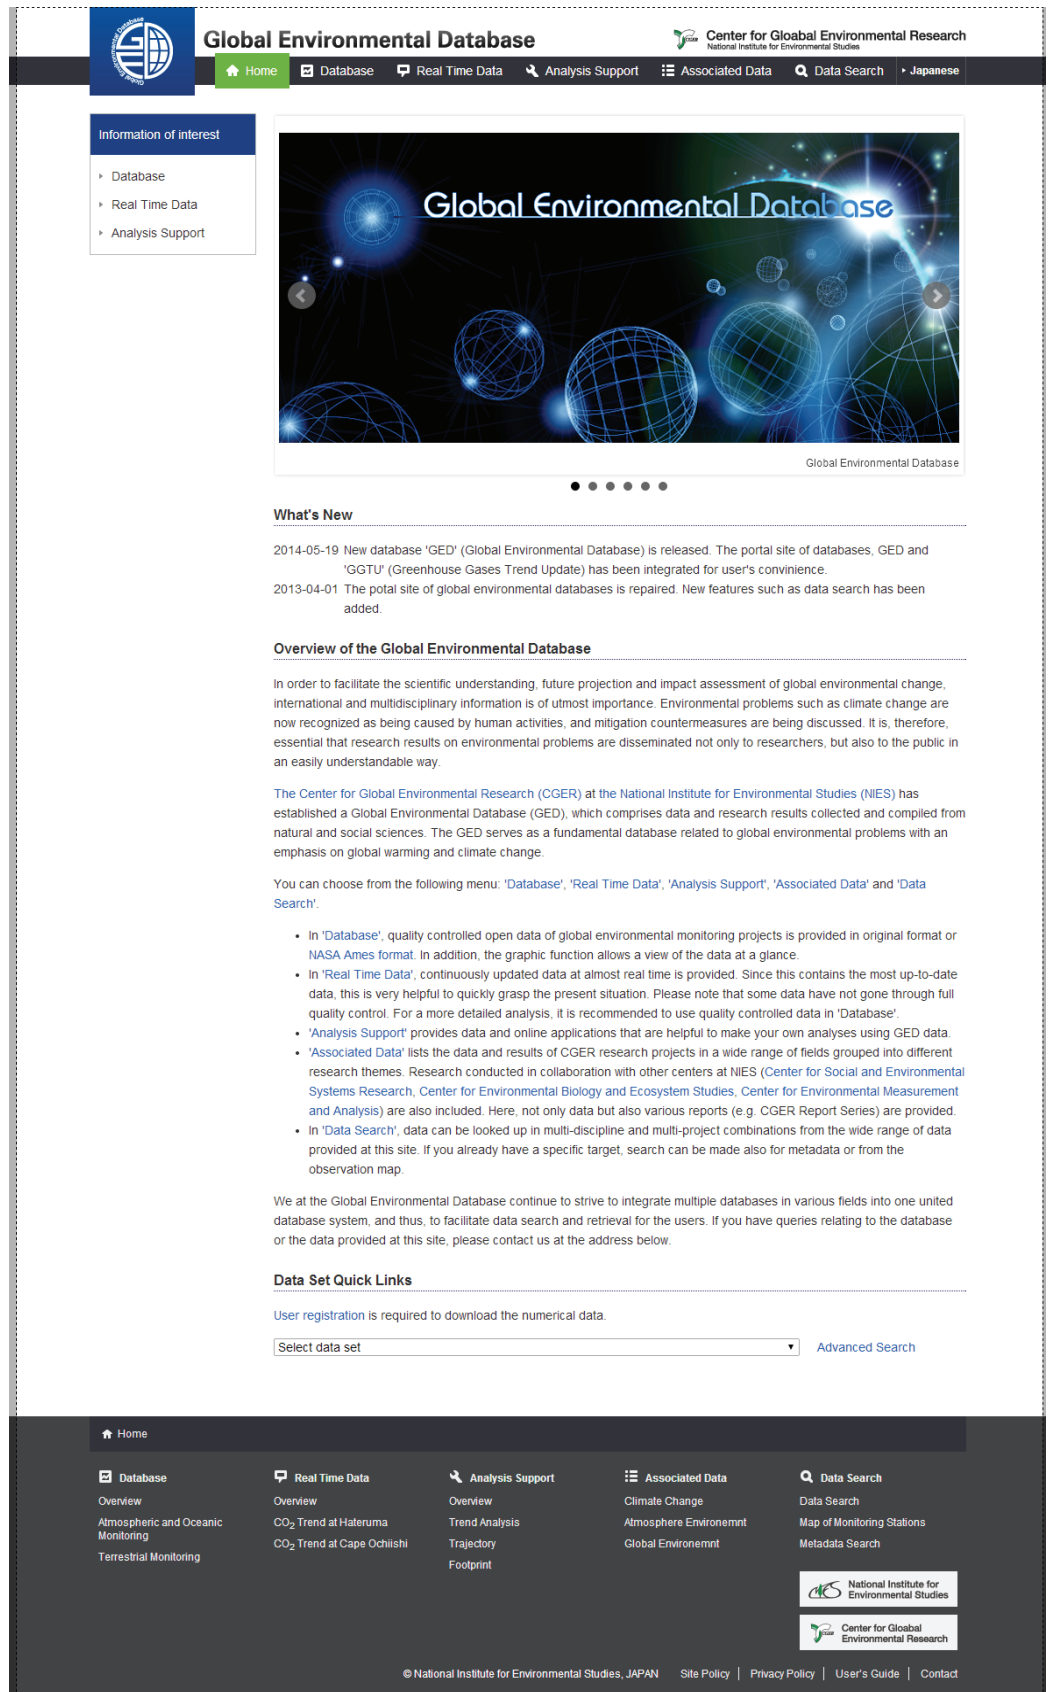 Global Environmental Database
Center for Gloabal Environmental Research
National Institute for Environmental Studies
Home
Database
Real Time Data
Analysis Support
Associated Data
Data Search
Japanese
Information of interest
Database
Real Time Data
Analysis Support
Global Environmental Database
Global Environmental Database
What's New
2014-05-19 New database 'GED' (Global Environmental Database) is released. The portal site of databases, GED and
'GGTU' (Greenhouse Gases Trend Update) has been integrated for user's convinience.
2013-04-01 The potal site of global environmental databases is repaired. New features such as data search has been
added.
Overview of the Global Environmental Database
In order to facilitate the scientific understanding, future projection and impact assessment of global environmental change,
international and multidisciplinary information is of utmost importance. Environmental problems such as climate change are
now recognized as being caused by human activities, and mitigation countermeasures are being discussed. It is, therefore,
essential that research results on environmental problems are disseminated not only to researchers, but also to the public in
an easily understandable way.
The Center for Global Environmental Research (CGER) at the National Institute for Environmental Studies (NIES) has
established a Global Environmental Database (GED), which comprises data and research results collected and compiled from
natural and social sciences. The GED serves as a fundamental database related to global environmental problems with an
emphasis on global warming and climate change.
You can choose from the following menu: 'Database', 'Real Time Data', 'Analysis Support', 'Associated Data' and 'Data
Search'.
• In 'Database', quality controlled open data of global environmental monitoring projects is provided in original format or
NASA Ames format. In addition, the graphic function allows a view of the data at a glance.
• In 'Real Time Data', continuously updated data at almost real time is provided. Since this contains the most up-to-date
data, this is very helpful to quickly grasp the present situation. Please note that some data have not gone through full
quality control. For a more detailed analysis, it is recommended to use quality controlled data in 'Database'.
• 'Analysis Support' provides data and online applications that are helpful to make your own analyses using GED data.
• 'Associated Data' lists the data and results of CGER research projects in a wide range of fields grouped into different
research themes. Research conducted in collaboration with other centers at NIES (Center for Social and Environmental
Systems Research, Center for Environmental Biology and Ecosystem Studies, Center for Environmental Measurement
and Analysis) are also included. Here, not only data but also various reports (e.g. CGER Report Series) are provided.
• In 'Data Search', data can be looked up in multi-discipline and multi-project combinations from the wide range of data
provided at this site. If you already have a specific target, search can be made also for metadata or from the
observation map.
We at the Global Environmental Database continue to strive to integrate multiple databases in various fields into one united
database system, and thus, to facilitate data search and retrieval for the users. If you have queries relating to the database
or the data provided at this site, please contact us at the address below.
Data Set Quick Links
User registration is required to download the numerical data.
Select data set
Advanced Search
Home
Database
Overview
Atmospheric and Oceanic
Monitoring
Terrestrial Monitoring
Real Time Data
Overview
CO2 Trend at Hateruma
CO2 Trend at Cape Ochiishi
Analysis Support
Overview
Trend Analysis
Trajectory
Footprint
Associated Data
Climate Change
Atmosphere Environemnt
Global Environemnt
Data Search
Data Search
Map of Monitoring Stations
Metadata Search
National Institute for
Environmental Studies
Center for Gloabal
Environmental Research
© National Institute for Environmental Studies, JAPAN
Site Policy | Privacy Policy | User's Guide | Contact